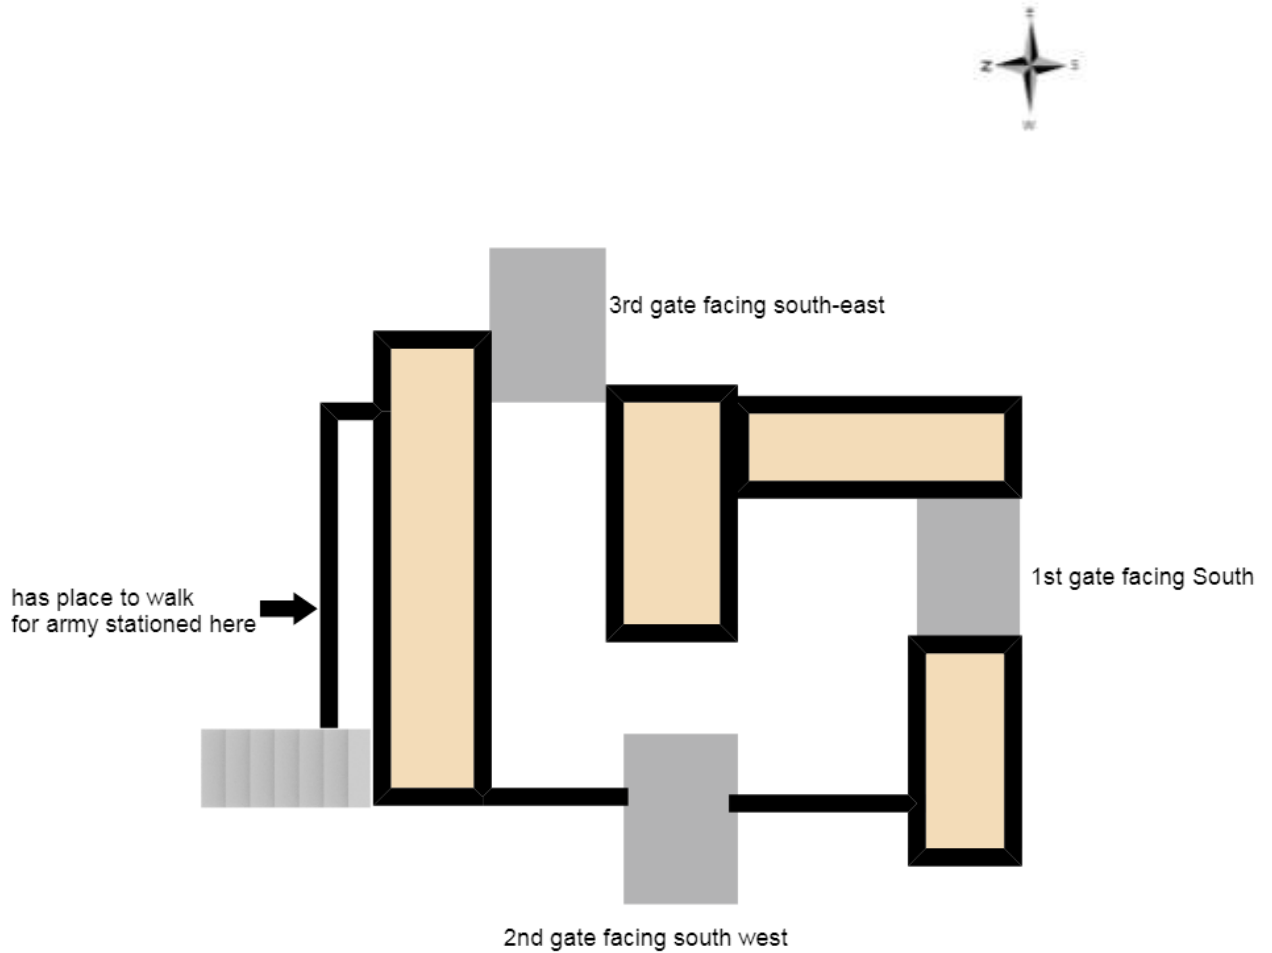 Z
S
W
3rd gate facing south-east
1st gate facing South
has place to walk
for army stationed here
2nd gate facing south west